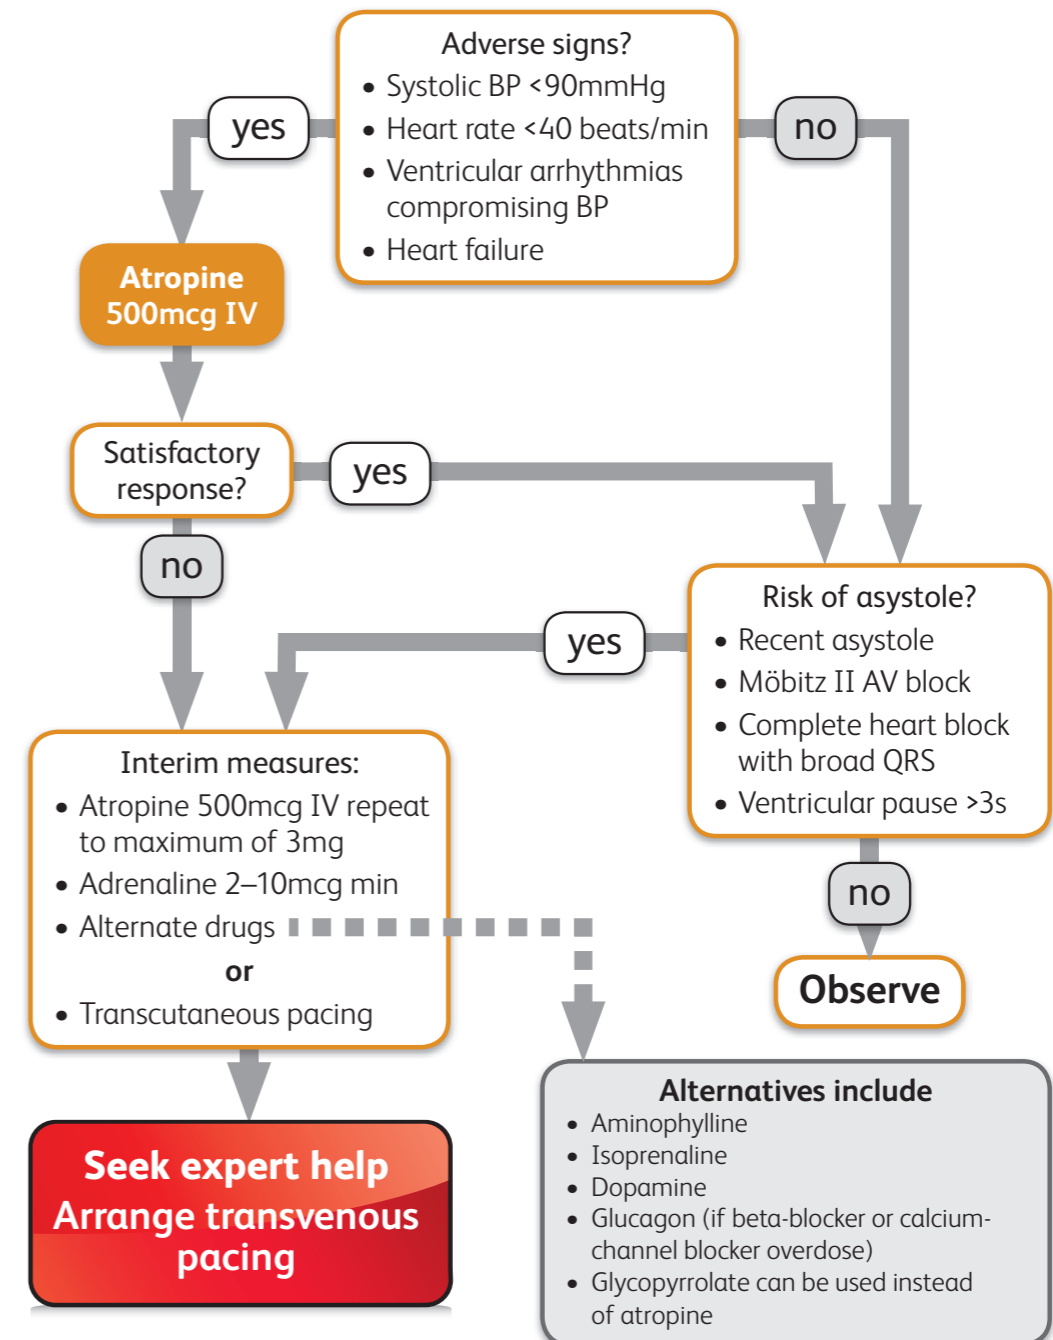 Adverse signs?
• Systolic BP <90mmHg
• Heart rate <40 beats/min
• Ventricular arrhythmias
compromising BP
• Heart failure
yes
no
Atropine
500mcg IV
Satisfactory
response?
yes
no
Risk of asystole?
• Recent asystole
• Möbitz II AV block
• Complete heart block
with broad QRS
• Ventricular pause >3s
yes
no
Observe
Interim measures:
• Atropine 500mcg IV repeat
to maximum of 3mg
• Adrenaline 2–10mcg min
• Alternate drugs
or
• Transcutaneous pacing
Alternatives include
• Aminophylline
• Isoprenaline
• Dopamine
• Glucagon (if beta-blocker or calcium-
channel blocker overdose)
• Glycopyrrolate can be used instead
of atropine
Seek expert help
Arrange transvenous
pacing